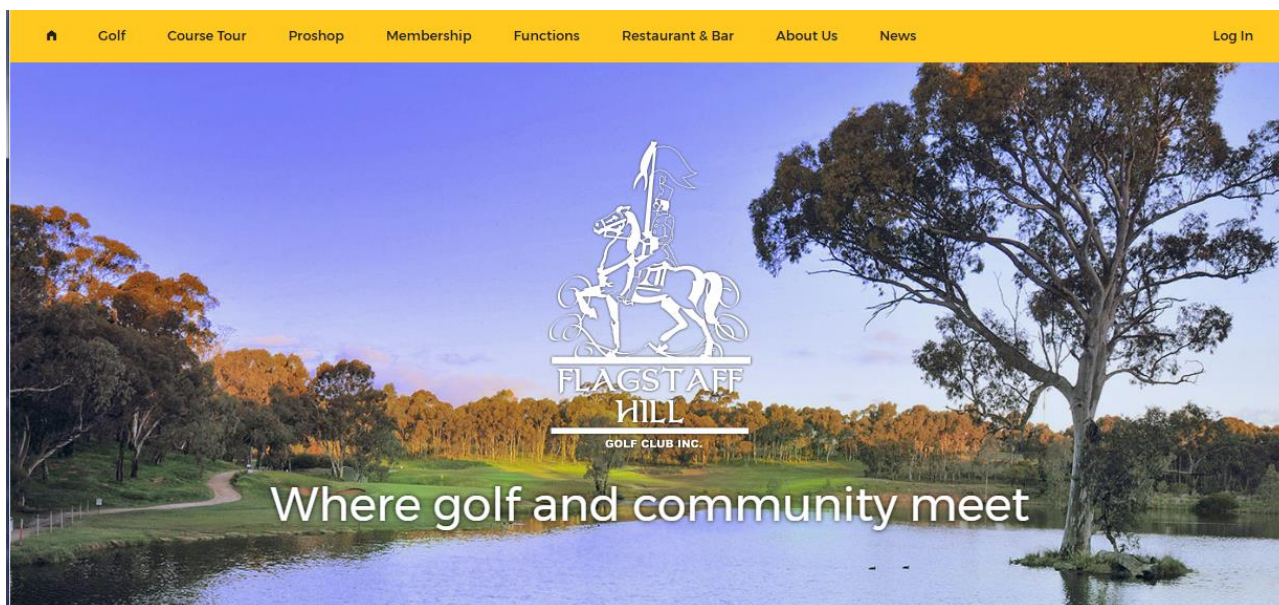 Golf Course Tour Proshop Membership Functions Restaurant & Bar About Us News Log In
FLAGSTAFF
HILL
GOLF CLUB INC.
Where golf and community meet